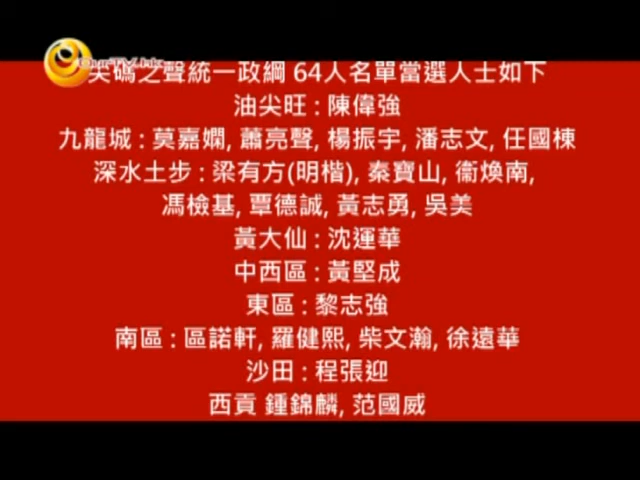 OurTV.hk
尖碼之聲統一政綱 64人名單當選人士如下
油尖旺 : 陳偉強
九龍城 : 莫嘉嫻, 蕭亮聲, 楊振宇, 潘志文, 任國棟
深水土步 : 梁有方(明楷), 秦寶山, 衞煥南,
馮檢基, 覃德誠, 黃志勇, 吳美
黃大仙 : 沈運華
中西區 : 黃堅成
東區 : 黎志強
南區 : 區諾軒, 羅健熙, 柴文瀚, 徐遠華
沙田 : 程張迎
西貢 鍾錦麟, 范國威